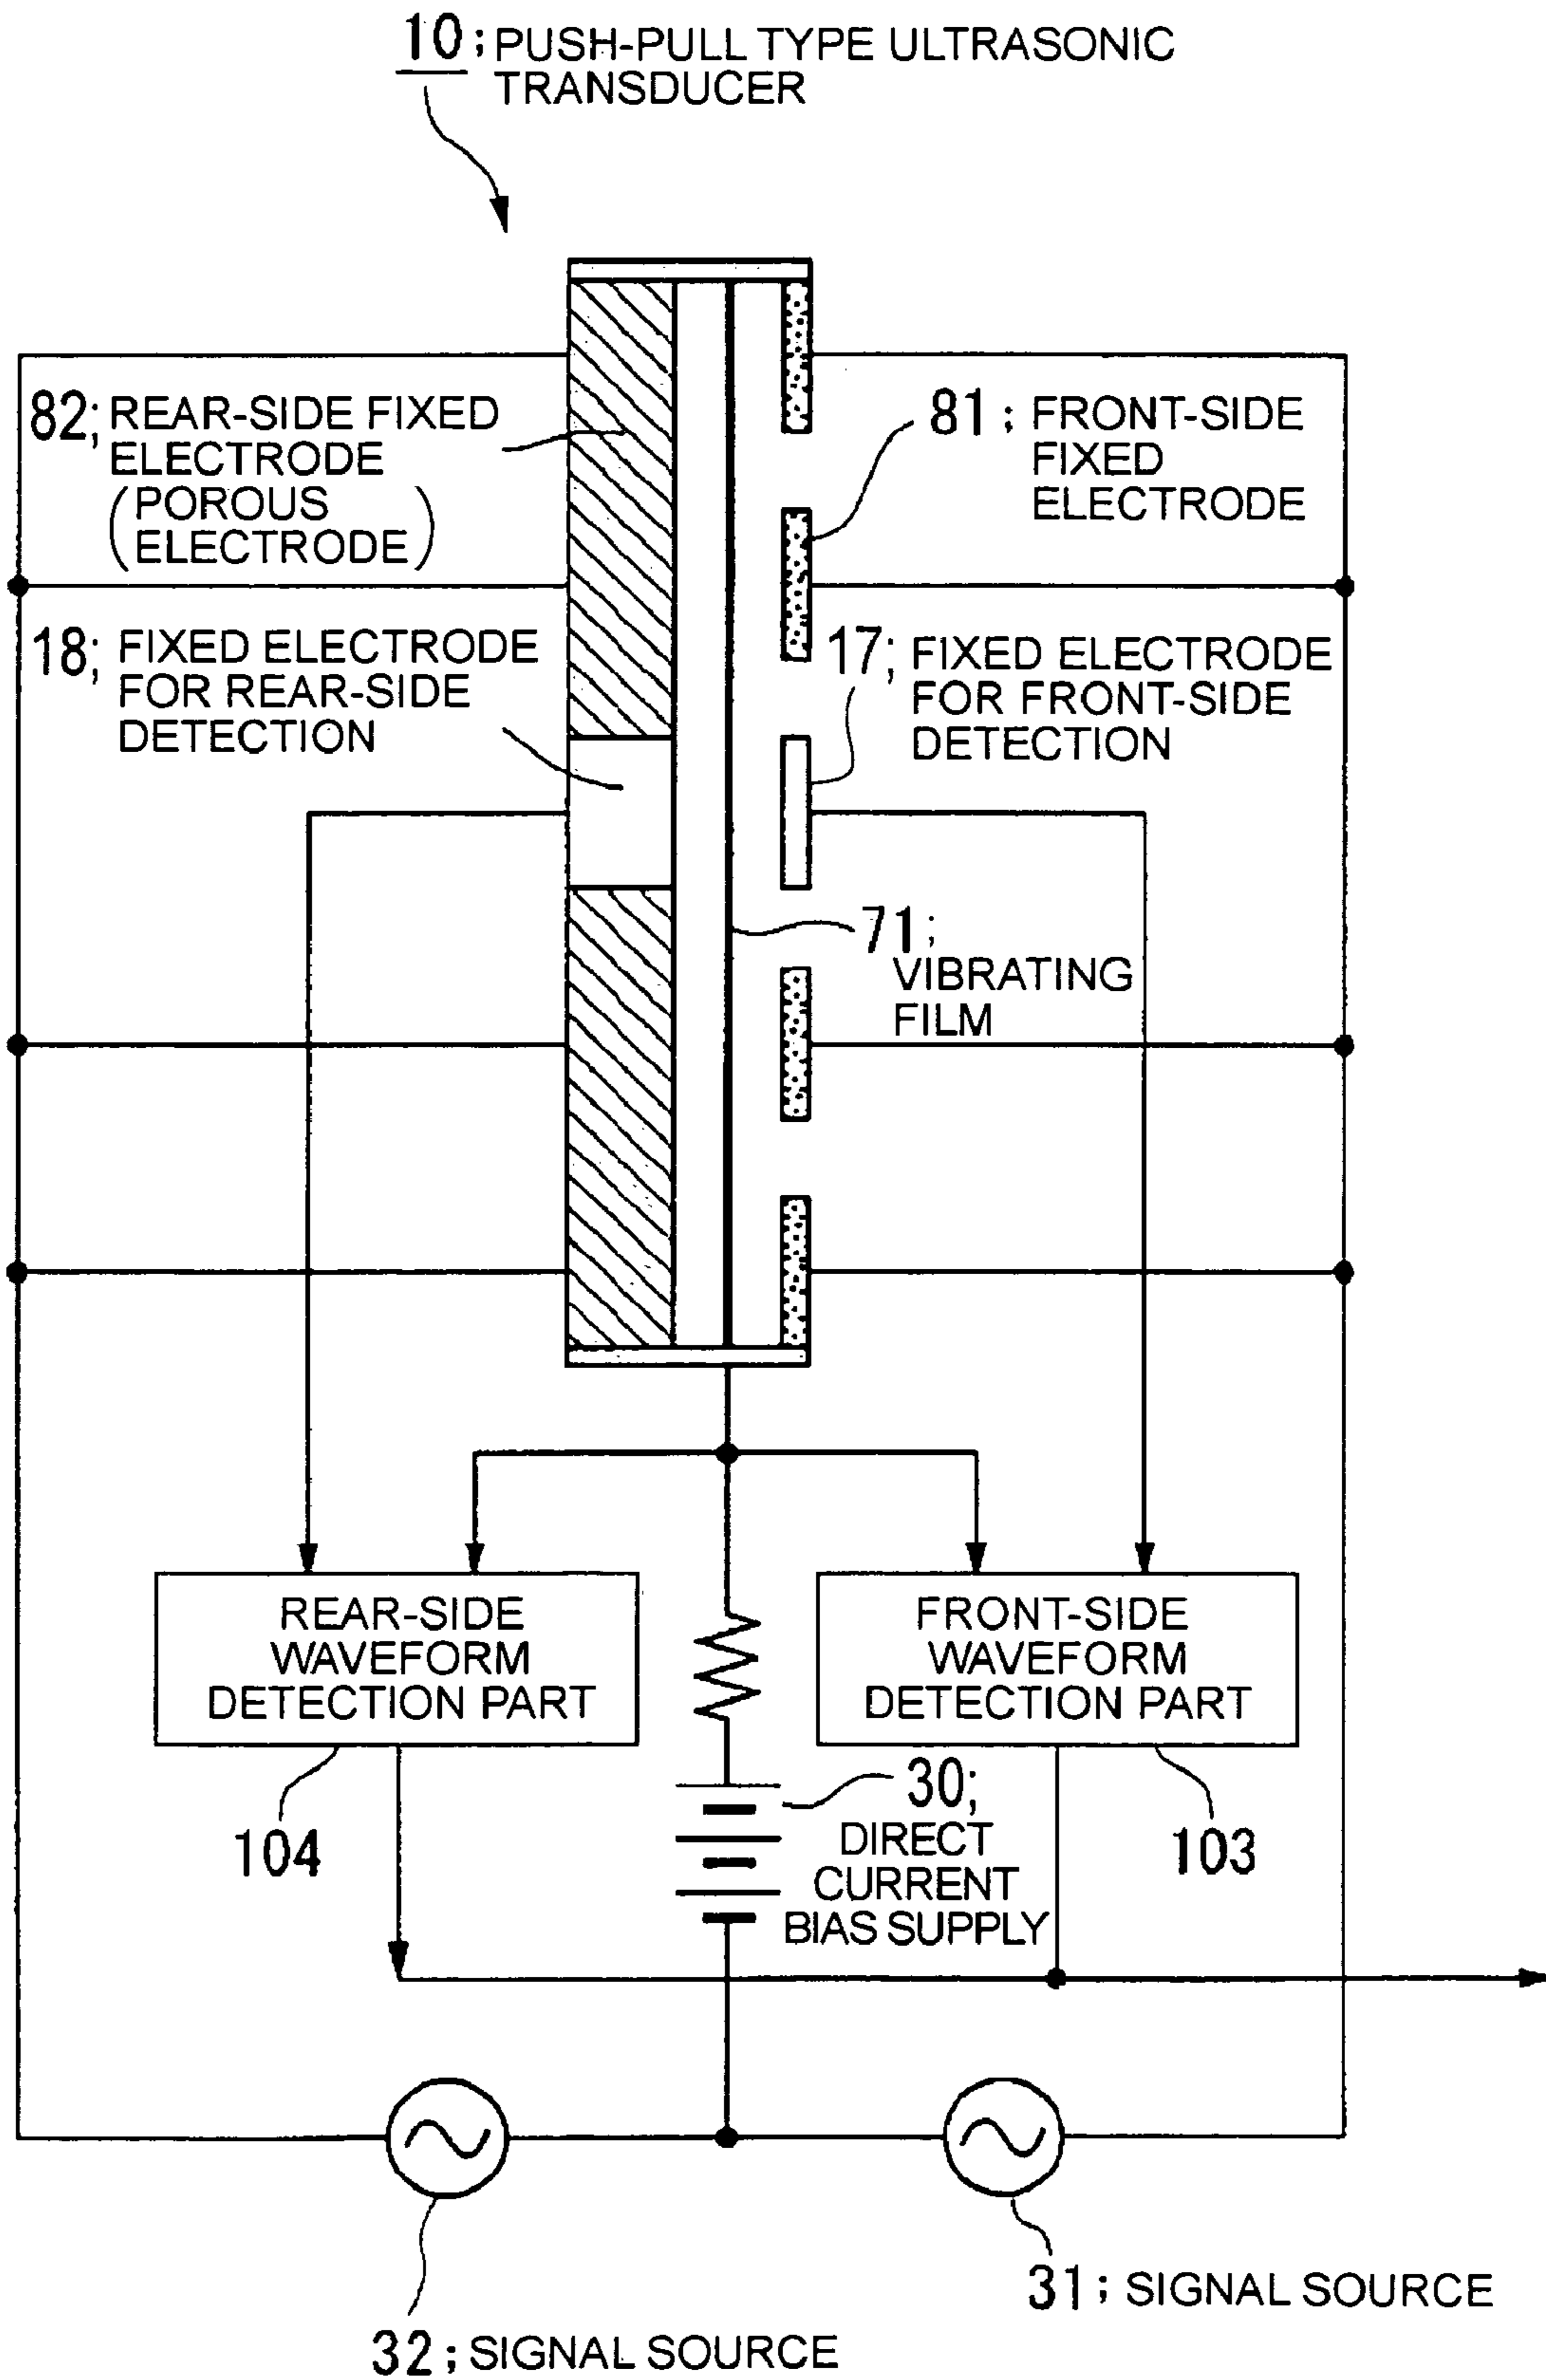 10; PUSH-PULL TYPE ULTRASONIC
TRANSDUCER
82; REAR-SIDE FIXED
ELECTRODE
(POROUS
ELECTRODE)
81; FRONT-SIDE
FIXED
ELECTRODE
18; FIXED ELECTRODE
FOR REAR-SIDE
DETECTION
17; FIXED ELECTRODE
FOR FRONT-SIDE
DETECTION
71;
VIBRATING
FILM
REAR-SIDE
WAVEFORM
DETECTION PART
104
FRONT-SIDE
WAVEFORM
DETECTION PART
103
30;
DIRECT
CURRENT
BIAS SUPPLY
31; SIGNAL SOURCE
32; SIGNAL SOURCE